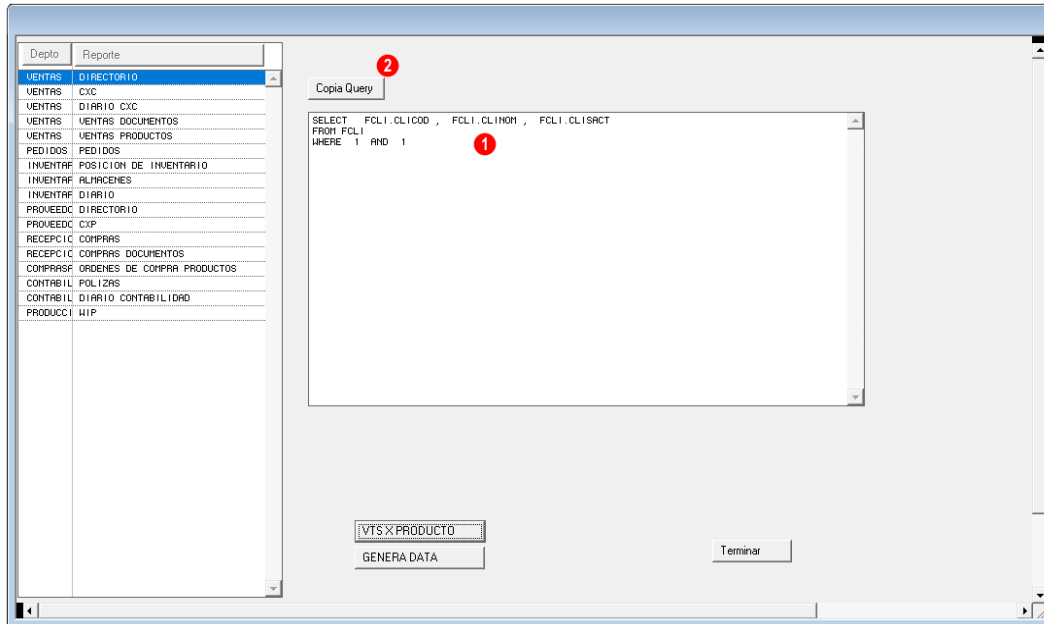 Depto Reporte
VENTAS DIRECTORIO
VENTAS CXC
VENTAS DIARIO CXC
VENTAS VENTAS DOCUMENTOS
VENTAS VENTAS PRODUCTOS
PEDIDOS PEDIDOS
INVENTAR POSICION DE INVENTARIO
INVENTAR ALMACENES
INVENTAR DIARIO
PROVEEDO DIRECTORIO
PROVEEDO CXP
RECEPCIO COMPRAS
RECEPCIO COMPRAS DOCUMENTOS
COMPRASA ORDENES DE COMPRA PRODUCTOS
CONTABIL POLIZAS
CONTABIL DIARIO CONTABILIDAD
PRODUCCI WIP
2
Copia Query
SELECT FCLI.CLICOD , FCLI.CLINOM , FCLI.CLISACT
FROM FCLI
WHERE 1 AND 1
1
VTS X PRODUCTO
GENERA DATA
Terminar